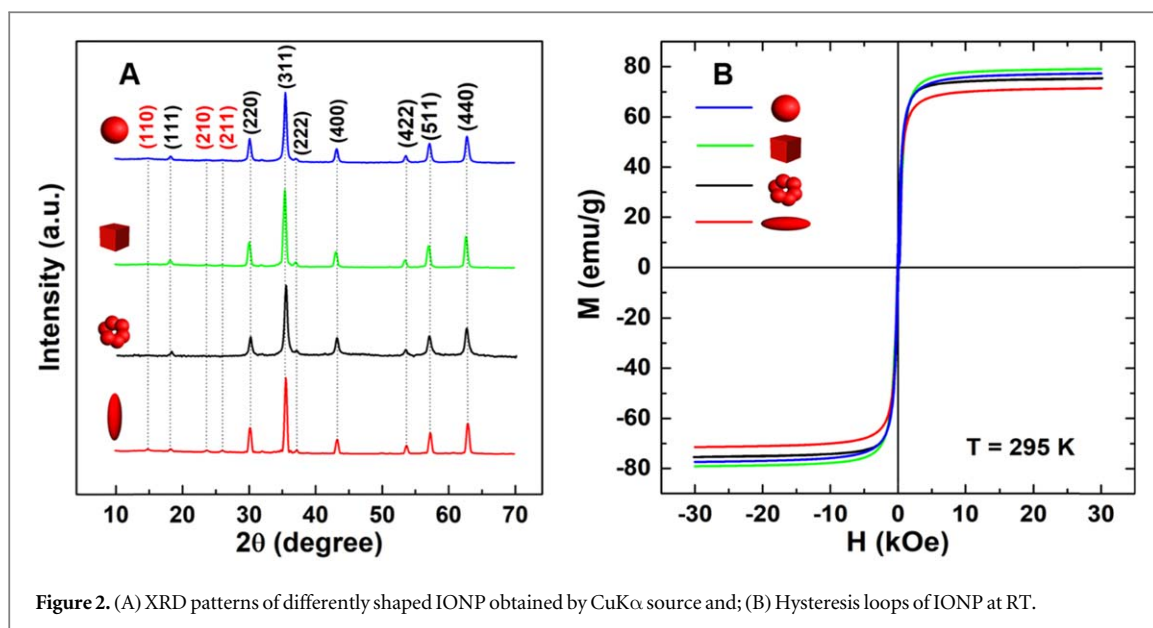 A
(110)
(111)
(210)
(211)
(220)
(311)
(222)
(400)
(422)
(511)
(440)
Intensity (a.u.)
10 20 30 40 50 60 70
2θ (degree)
B
80
60
40
20
0
-20
-40
-60
-80
M (emu/g)
T = 295 K
-30 -20 -10 0 10 20 30
H (kOe)
Figure 2. (A) XRD patterns of differently shaped IONP obtained by CuKα source and; (B) Hysteresis loops of IONP at RT.